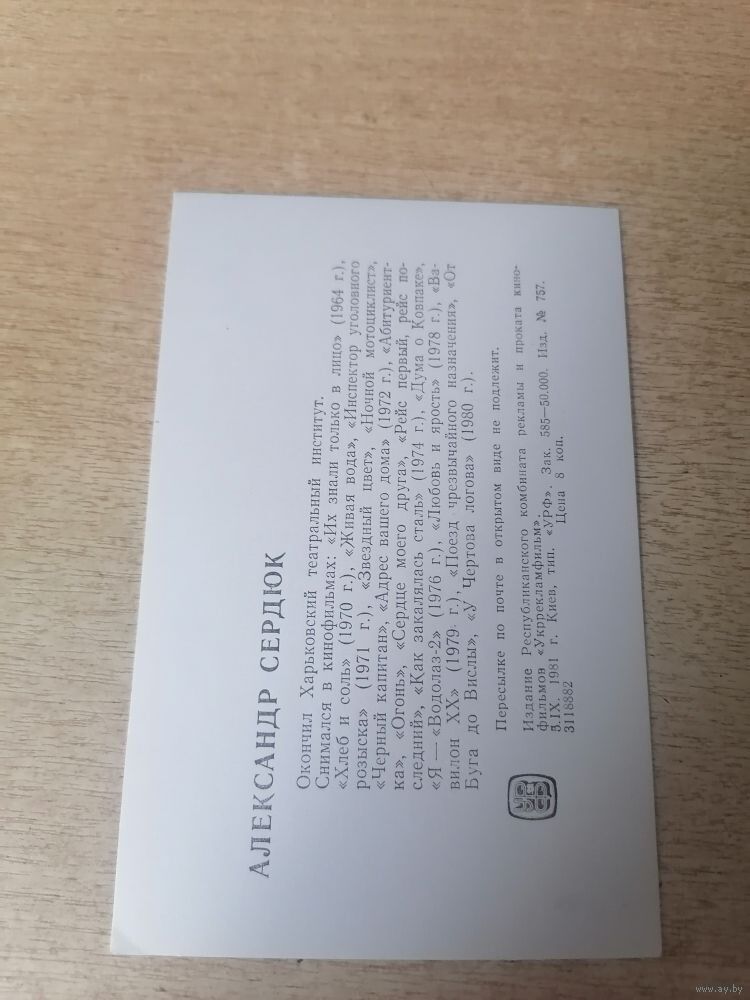 АЛЕКСАНДР СЕРДЮК
Окончил Харьковский театральный институт.
Снимался в кинофильмах: «Их знали только в лицо» (1964 г.),
«Хлеб и соль» (1970 г.), «Живая вода», «Инспектор уголовного
розыска» (1971 г.), «Звездный цвет», «Ночной мотоциклист»,
«Черный капитан», «Адрес вашего дома» (1972 г.), «Абитуриент-
ка», «Огонь», «Сердце моего друга», «Рейс первый, рейс по-
следний», «Как закалялась сталь» (1974 г.), «Дума о Ковпаке»,
«Я — «Водолаз-2» (1976 г.), «Любовь и ярость» (1978 г.), «Ва-
вилон XX» (1979 г.), «Поезд чрезвычайного назначения», «От
Буга до Вислы», «У Чертова логова» (1980 г.).
Пересылке по почте в открытом виде не подлежит.
Издание Республиканского комбината рекламы и проката кино-
фильмов «Укррекламфильм».
5.IX. 1981 г. Киев, тип. «УРФ». Зак. 585—50.000. Изд. № 757.
3118882 Цена 8 коп.
www.ay.by